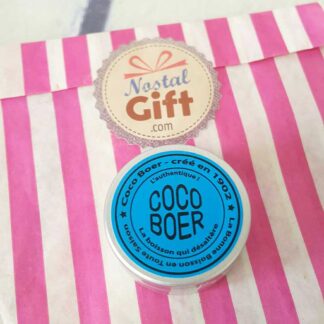 Nostal
Gift
.com
★ Coco Boer - créé en 1902 ★
L'authentique !
COCO
BOER
La boisson qui désaltère
La Bonne Boisson en Toute Saison